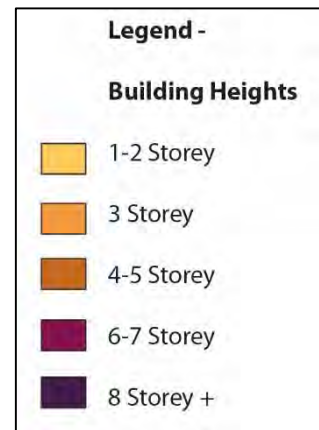 Legend -
Building Heights
1-2 Storey
3 Storey
4-5 Storey
6-7 Storey
8 Storey +